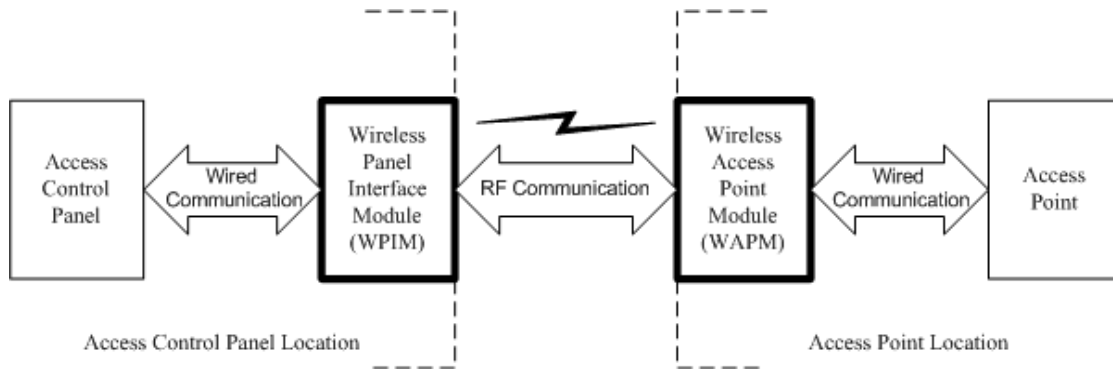 Access
Control
Panel
Wired
Communication
Wireless
Panel
Interface
Module
(WPIM)
RF Communication
Wireless
Access
Point
Module
(WAPM)
Wired
Communication
Access
Point
Access Control Panel Location
Access Point Location